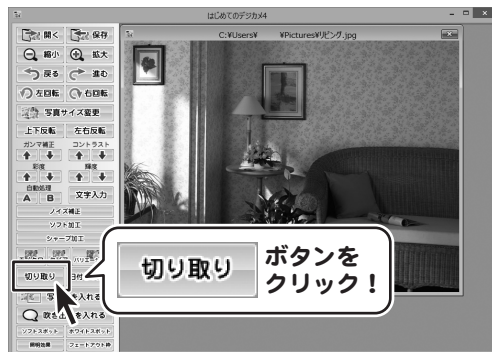 はじめてのデジカメ4
開く 保存
縮小 拡大
戻る 進む
左回転 右回転
写真サイズ変更
上下反転 左右反転
ガンマ補正 コントラスト
彩度 輝度
自動処理
A B 文字入力
ノイズ補正
ソフト加工
シャープ加工
切り取り 日付
を入れる
吹き出を入れる
ソフトスポット ホワイトスポット
照明効果 フェードアウト枠
C:¥Users¥ ¥Pictures¥リビング.jpg
切り取り
ボタンを
クリック!